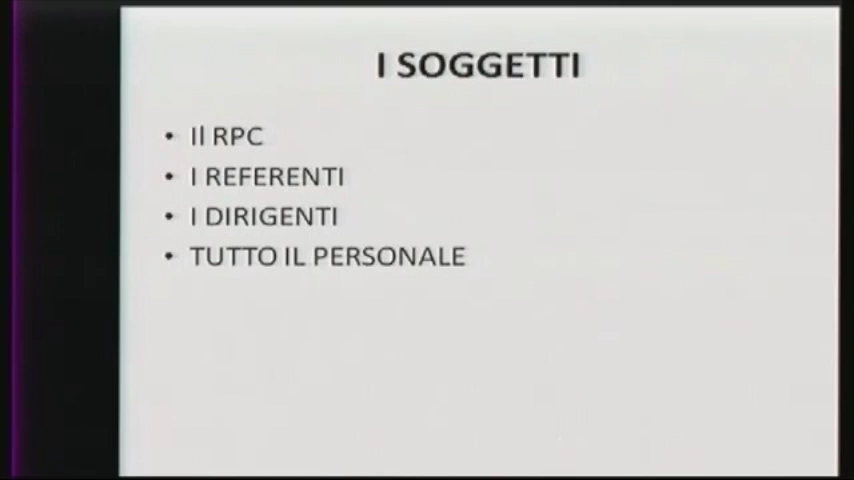 I SOGGETTI
• Il RPC
• I REFERENTI
• I DIRIGENTI
• TUTTO IL PERSONALE